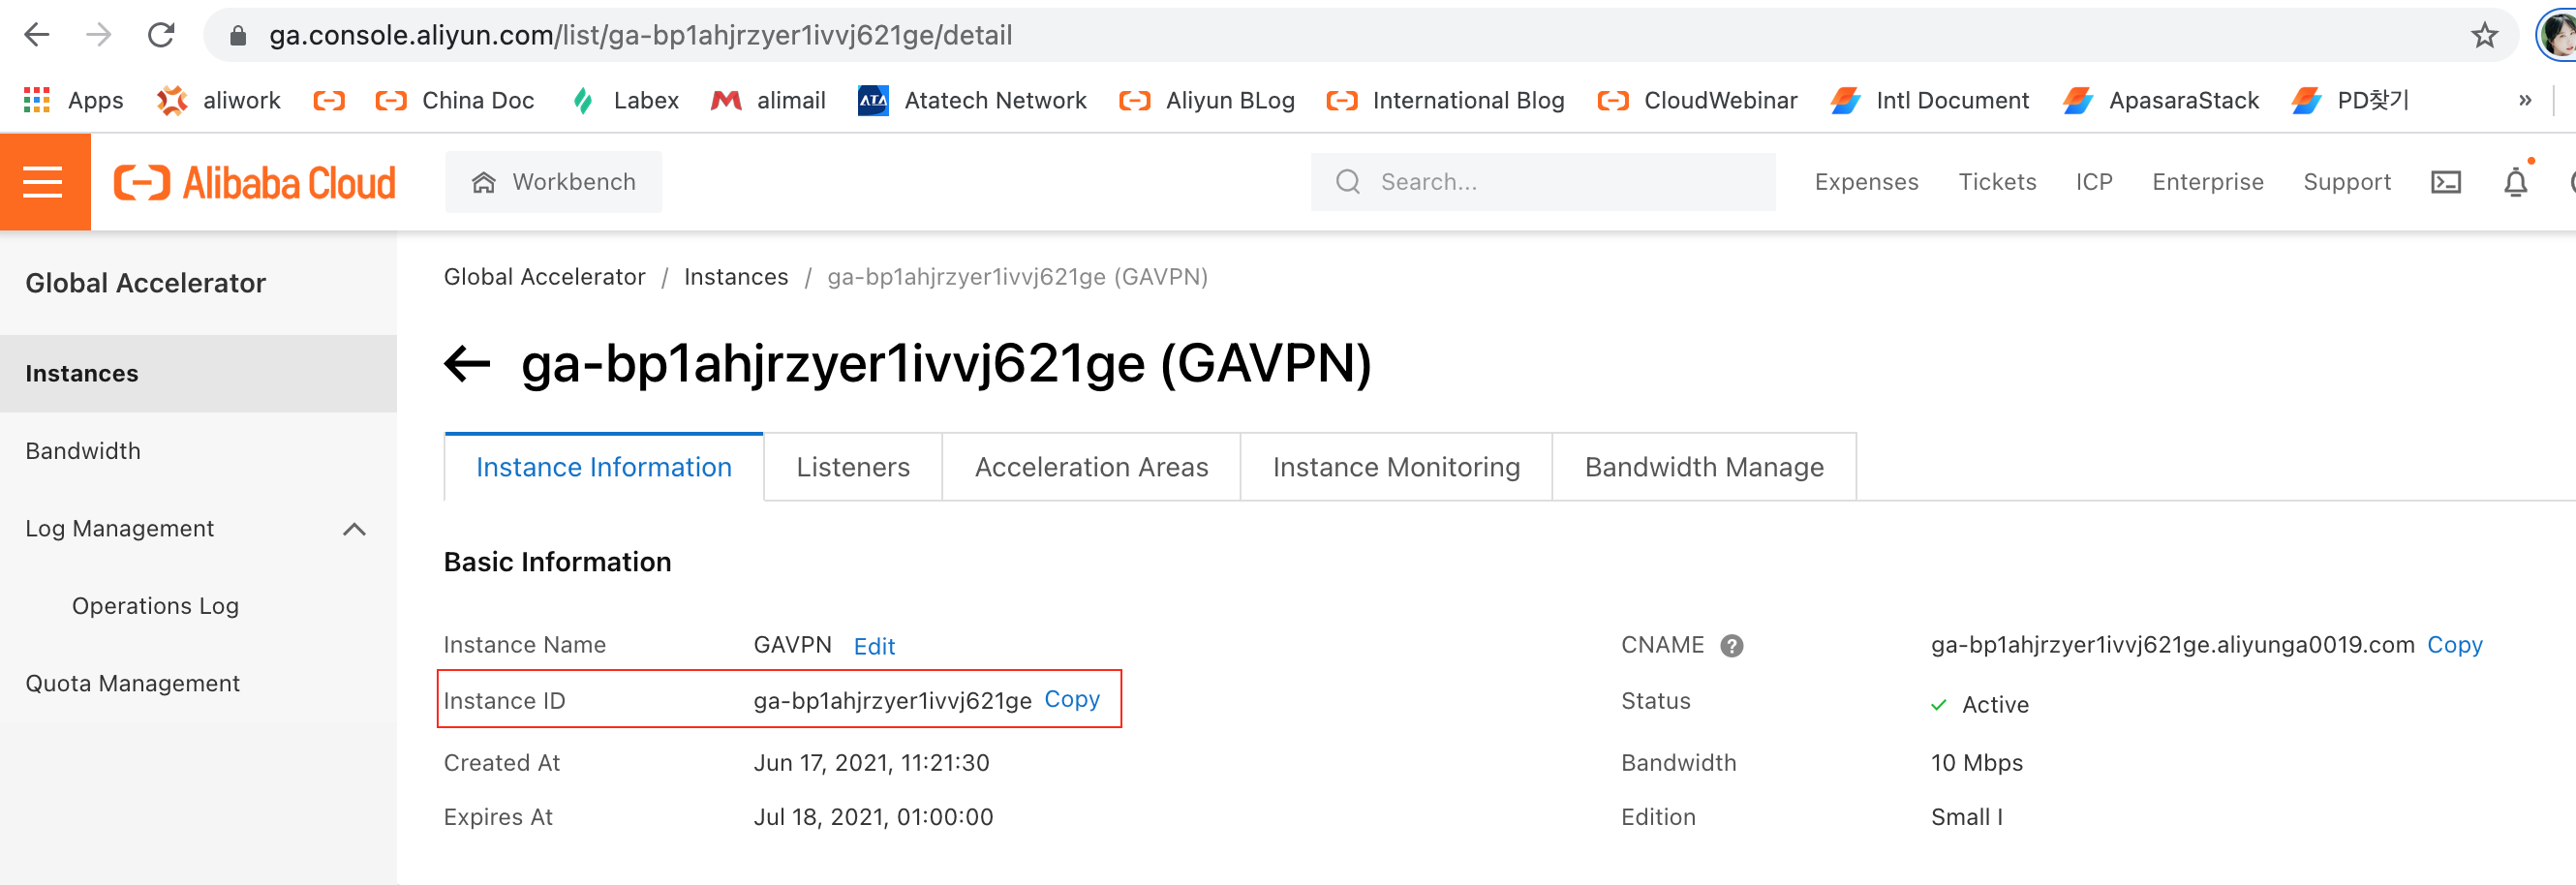 ga.console.aliyun.com/list/ga-bp1ahjrzyer1ivvj621ge/detail
Apps aliwork China Doc Labex alimail ATA Atatech Network Aliyun BLog International Blog CloudWebinar Intl Document ApasaraStack PD찾기 »
Alibaba Cloud Workbench Search... Expenses Tickets ICP Enterprise Support
Global Accelerator
Instances
Bandwidth
Log Management
Operations Log
Quota Management
Global Accelerator / Instances / ga-bp1ahjrzyer1ivvj621ge (GAVPN)
ga-bp1ahjrzyer1ivvj621ge (GAVPN)
Instance Information Listeners Acceleration Areas Instance Monitoring Bandwidth Manage
Basic Information
Instance Name GAVPN Edit CNAME ? ga-bp1ahjrzyer1ivvj621ge.aliyunga0019.com Copy
Instance ID ga-bp1ahjrzyer1ivvj621ge Copy Status Active
Created At Jun 17, 2021, 11:21:30 Bandwidth 10 Mbps
Expires At Jul 18, 2021, 01:00:00 Edition Small I